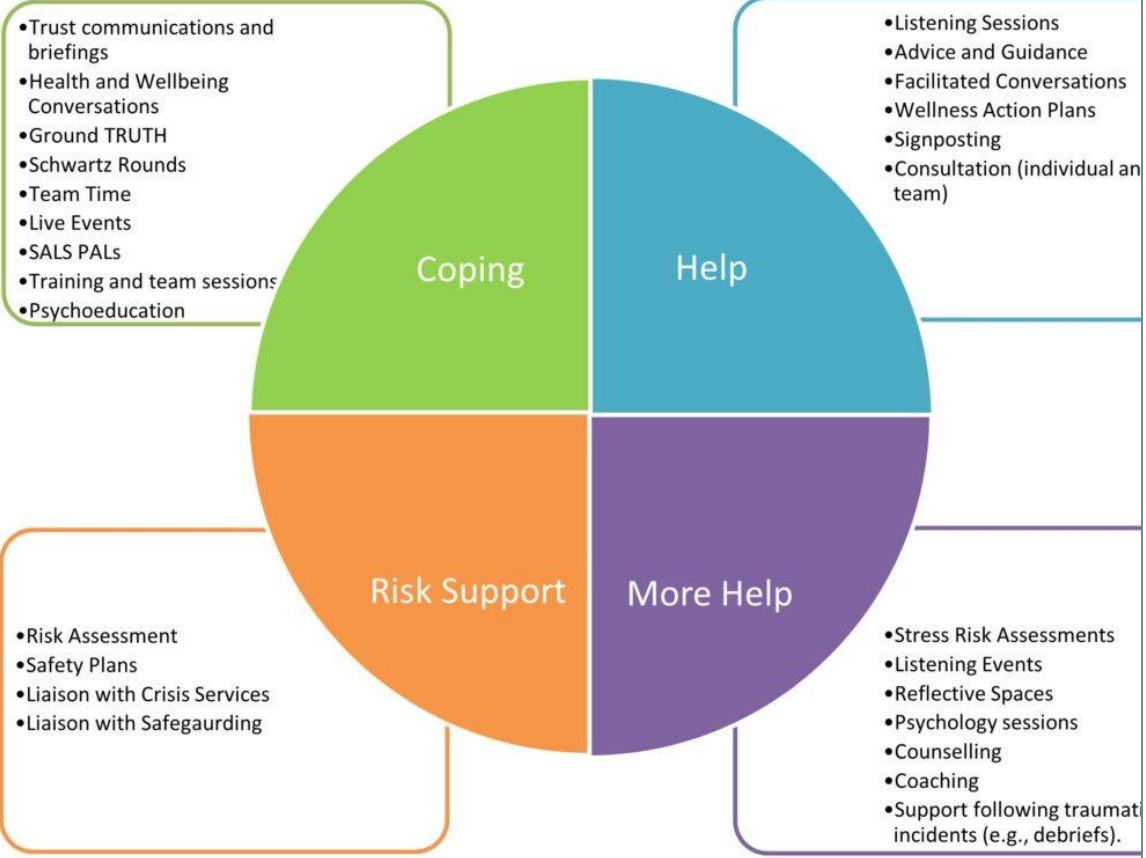 •Trust communications and
briefings
•Health and Wellbeing
Conversations
•Ground TRUTH
•Schwartz Rounds
•Team Time
•Live Events
•SALS PALs
•Training and team sessions
•Psychoeducation
•Listening Sessions
•Advice and Guidance
•Facilitated Conversations
•Wellness Action Plans
•Signposting
•Consultation (individual an
team)
Coping
Help
Risk Support
More Help
•Risk Assessment
•Safety Plans
•Liaison with Crisis Services
•Liaison with Safegaurding
•Stress Risk Assessments
•Listening Events
•Reflective Spaces
•Psychology sessions
•Counselling
•Coaching
•Support following traumati
incidents (e.g., debriefs).